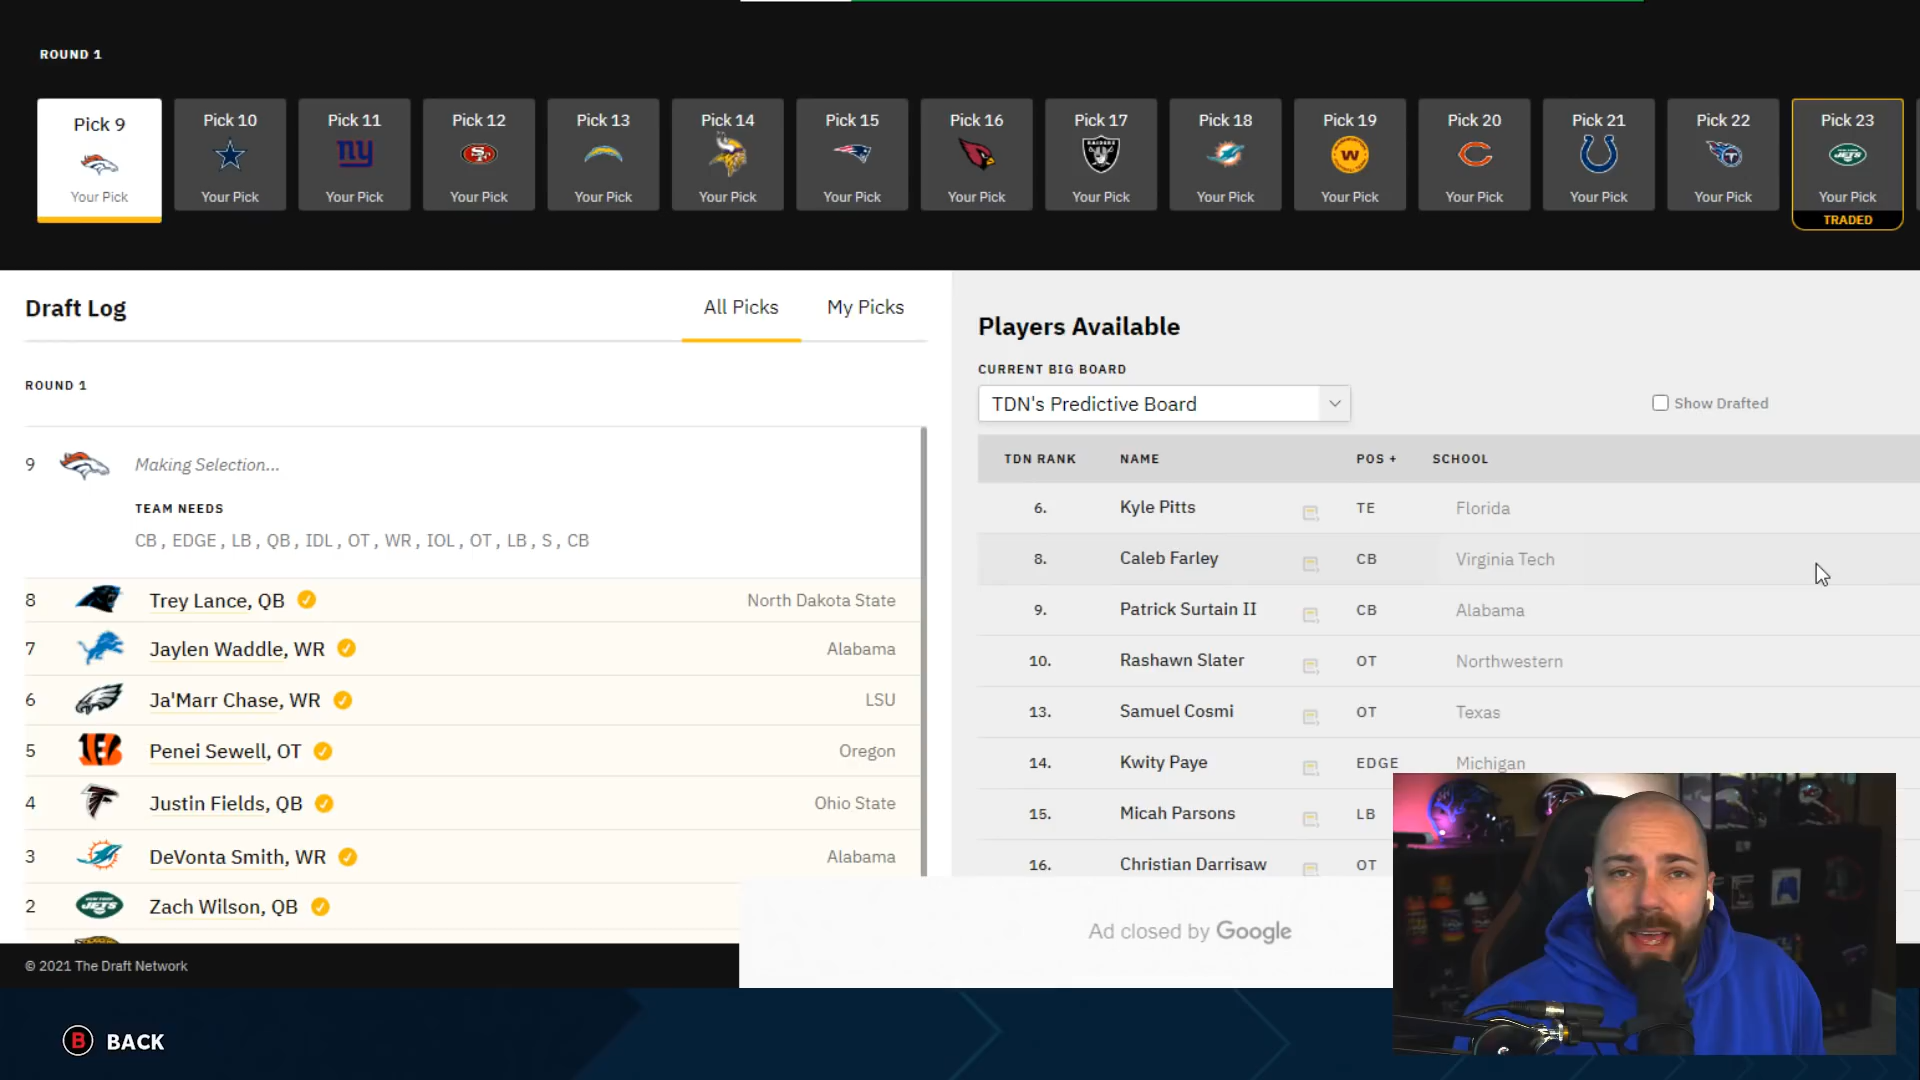 ROUND 1
Pick 9
Your Pick
Pick 10
Your Pick
Pick 11
ny
Your Pick
Pick 12
SF
Your Pick
Pick 13
Your Pick
Pick 14
Your Pick
Pick 15
Your Pick
Pick 16
Your Pick
Pick 17
RAIDERS
Your Pick
Pick 18
Your Pick
Pick 19
W
Your Pick
Pick 20
C
Your Pick
Pick 21
Your Pick
Pick 22
Your Pick
Pick 23
JETS
Your Pick
TRADED
Draft Log
All Picks
My Picks
ROUND 1
9 Making Selection...
TEAM NEEDS
CB , EDGE , LB , QB , IDL , OT , WR , IOL , OT , LB , S , CB
8 Trey Lance, QB North Dakota State
7 Jaylen Waddle, WR Alabama
6 Ja'Marr Chase, WR LSU
5 Penei Sewell, OT Oregon
4 Justin Fields, QB Ohio State
3 DeVonta Smith, WR Alabama
2 JETS Zach Wilson, QB
© 2021 The Draft Network
Players Available
CURRENT BIG BOARD
TDN's Predictive Board
Show Drafted
TDN RANK NAME POS + SCHOOL
6. Kyle Pitts TE Florida
8. Caleb Farley CB Virginia Tech
9. Patrick Surtain II CB Alabama
10. Rashawn Slater OT Northwestern
13. Samuel Cosmi OT Texas
14. Kwity Paye EDGE Michigan
15. Micah Parsons LB
16. Christian Darrisaw OT
Ad closed by Google
B BACK